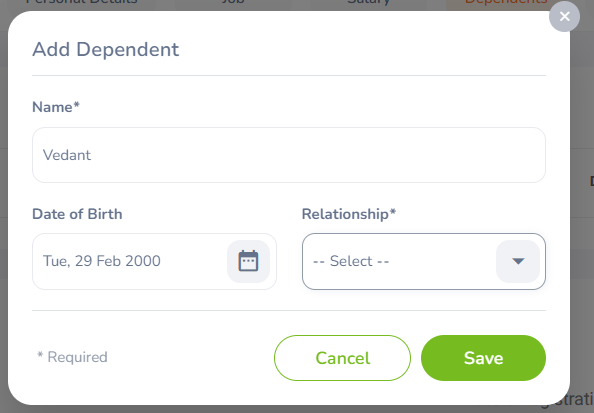 Personal Details Job Salary Dependents
Add Dependent
Name*
Vedant
Date of Birth Relationship*
Tue, 29 Feb 2000 -- Select --
* Required Cancel Save